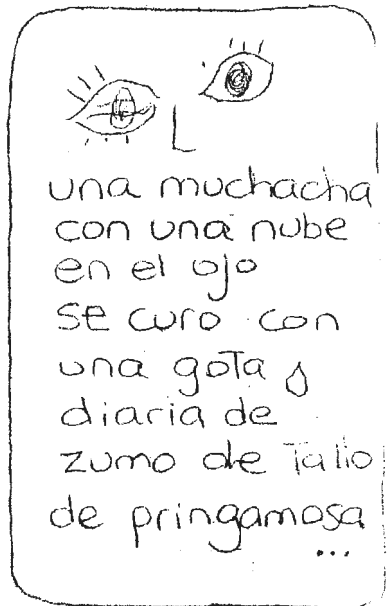 una muchacha
con una nube
en el ojo
se curo con
una gota
diaria de
zumo de Tallo
de pringamosa
...